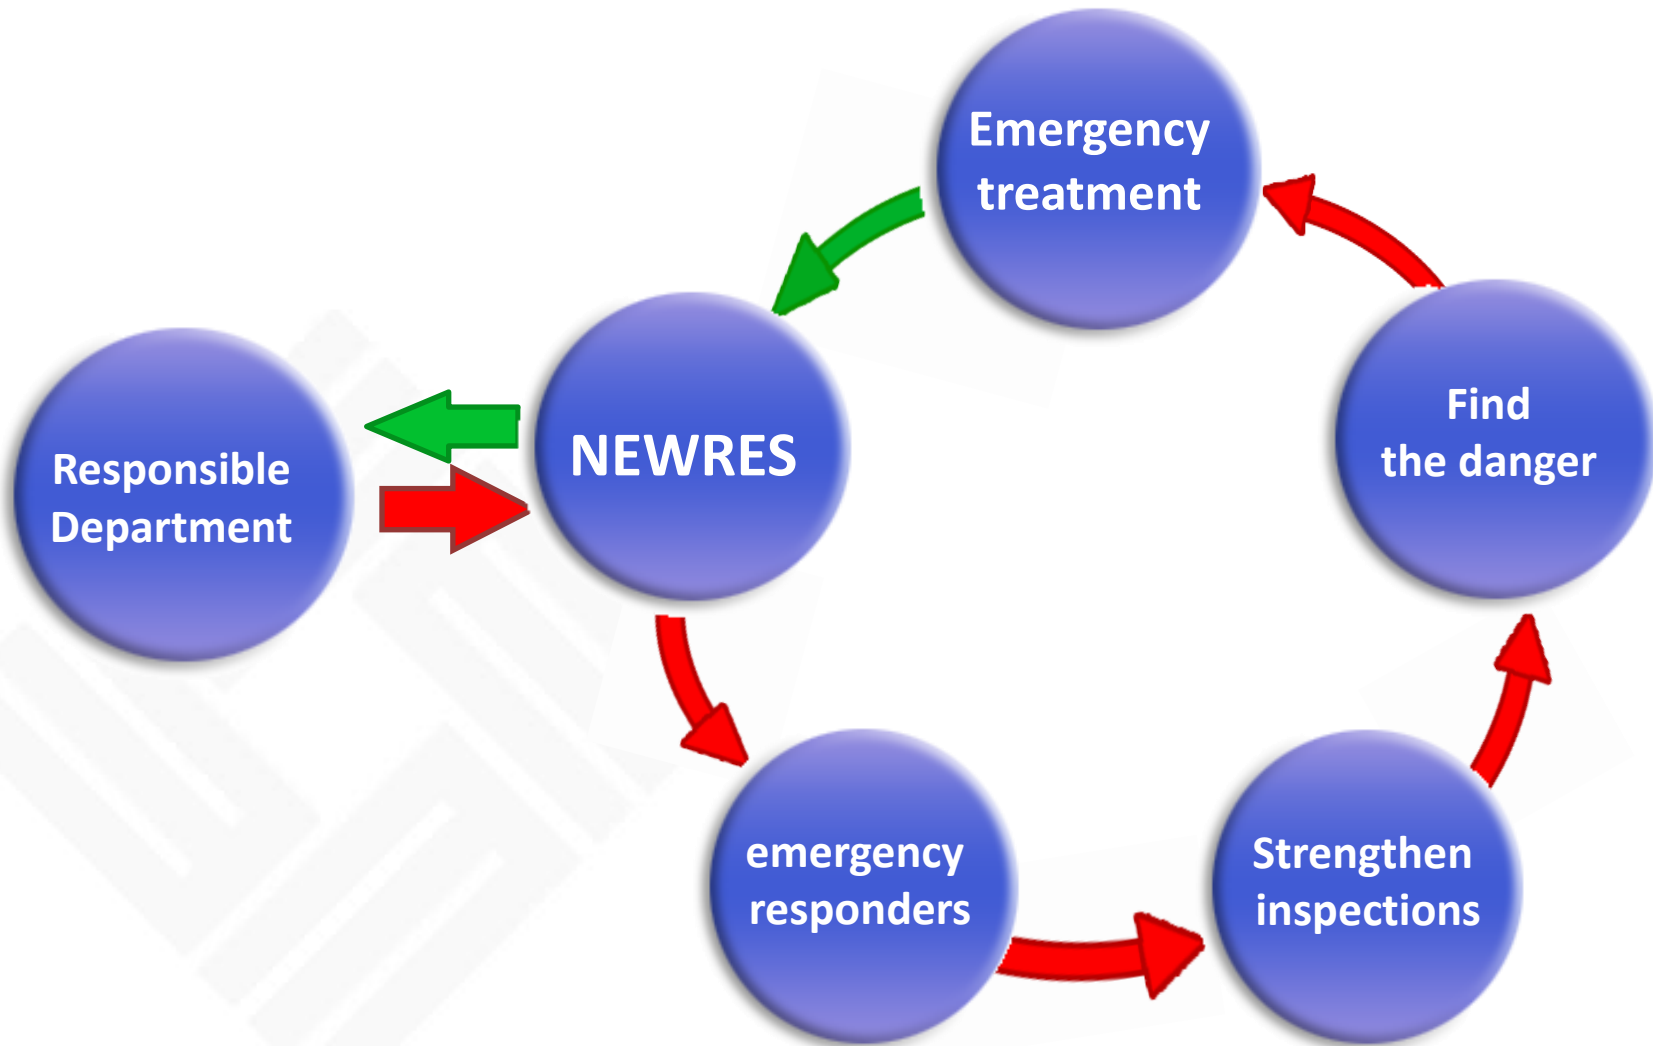 Emergency
treatment
Find
the danger
NEWRES
Responsible
Department
emergency
responders
Strengthen
inspections